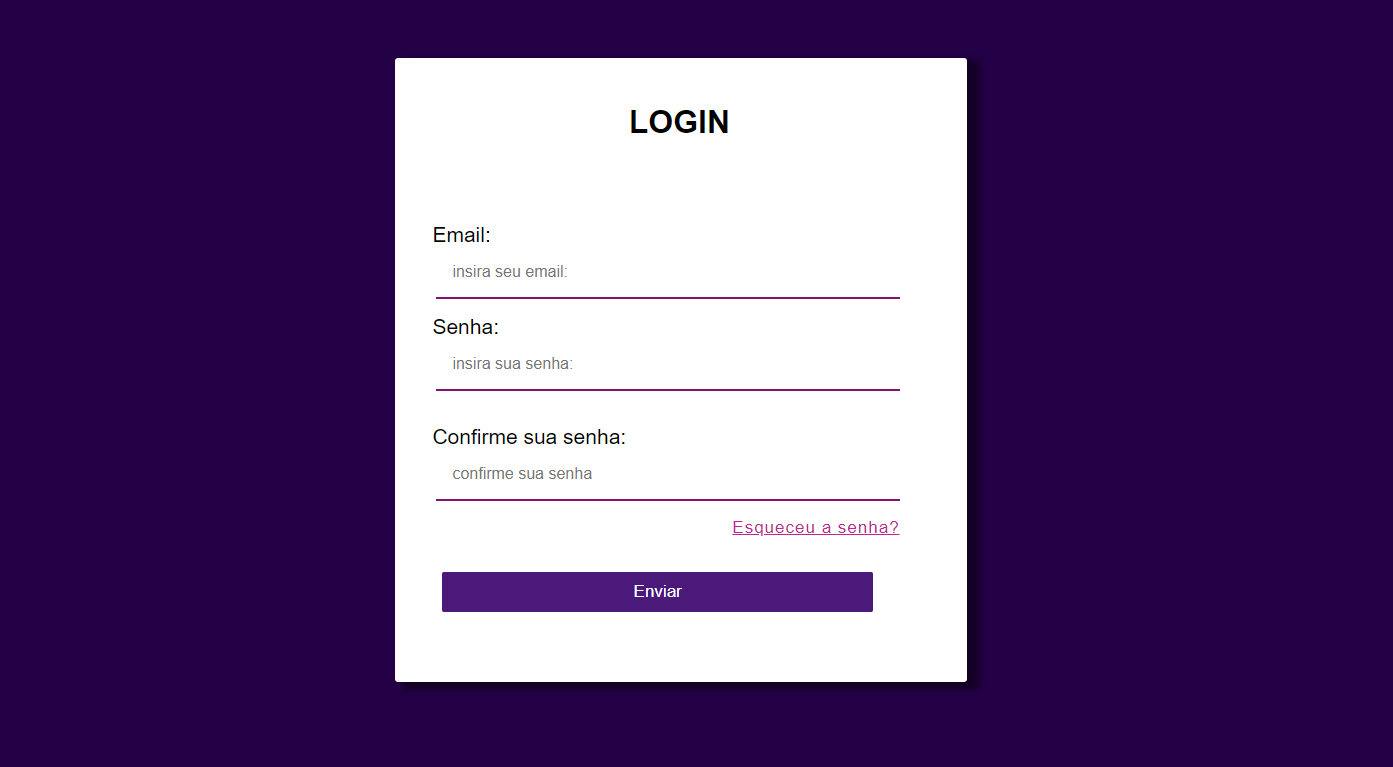 LOGIN
Email:
insira seu email:
Senha:
insira sua senha:
Confirme sua senha:
confirme sua senha
Esqueceu a senha?
Enviar